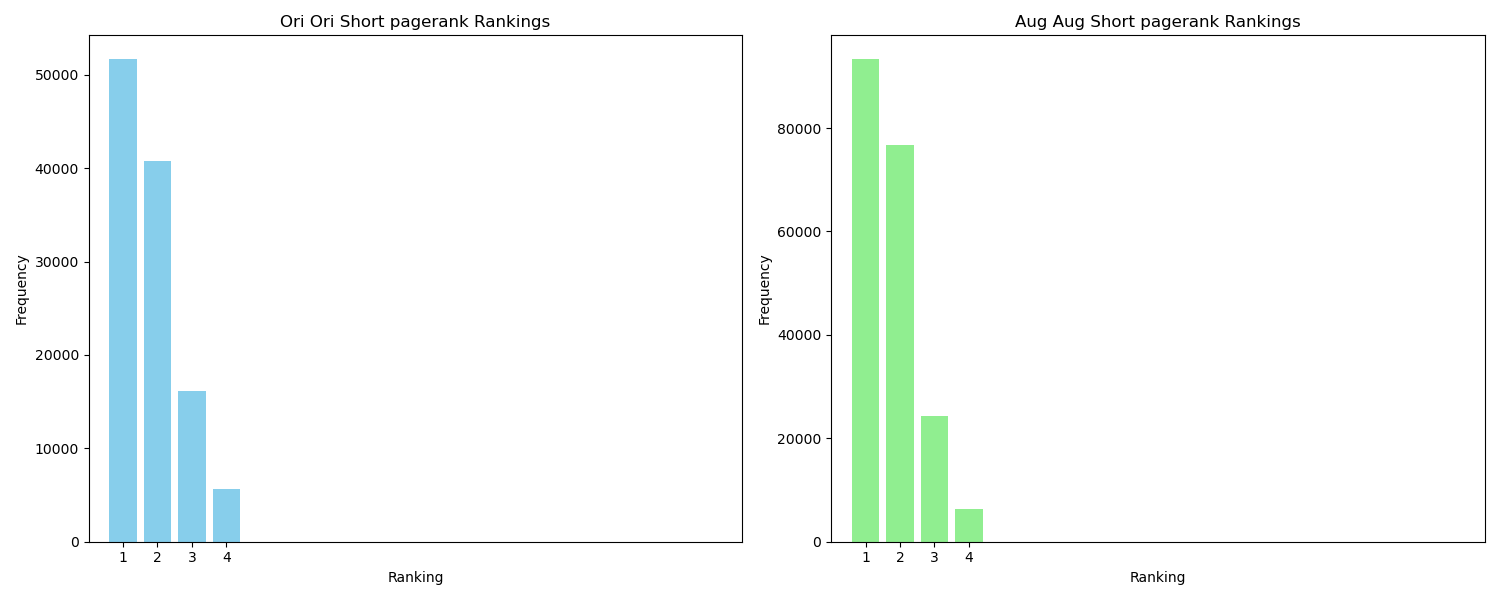 Ori Ori Short pagerank Rankings
Frequency
50000
40000
30000
20000
10000
0
1 2 3 4
Ranking
Aug Aug Short pagerank Rankings
Frequency
80000
60000
40000
20000
0
1 2 3 4
Ranking